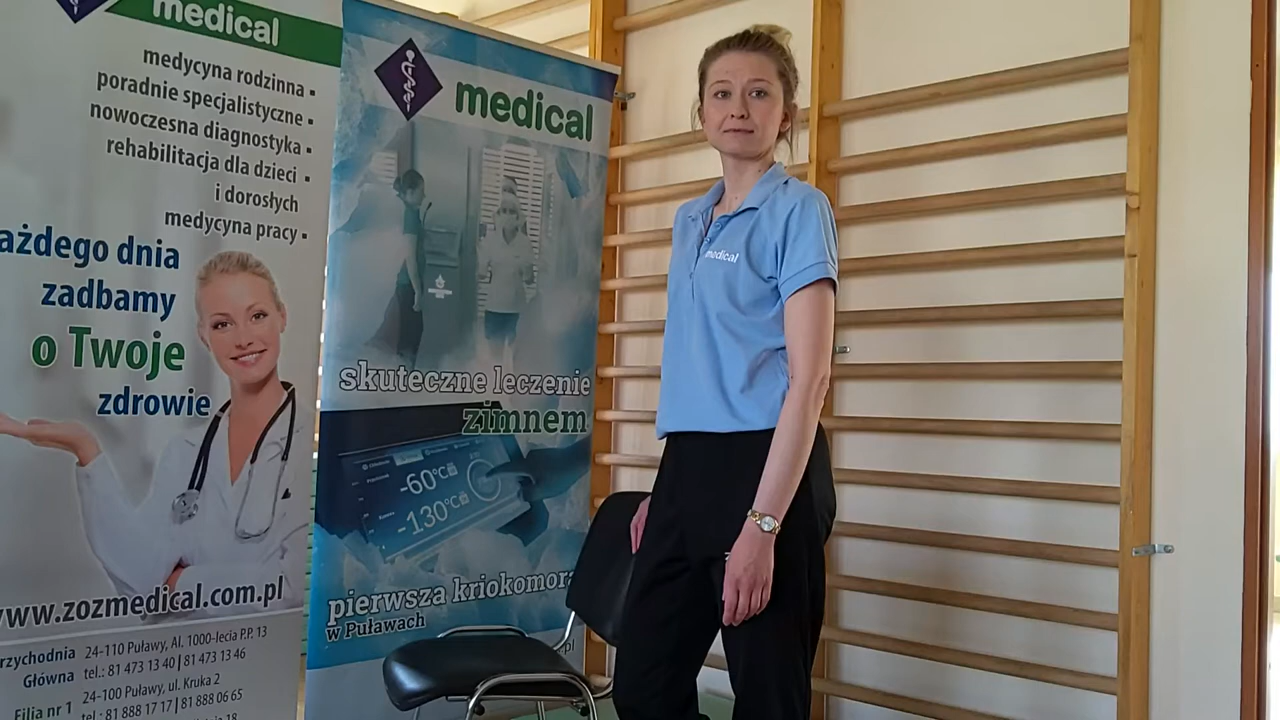 medical
medycyna rodzinna ▪
poradnie specjalistyczne ▪
nowoczesna diagnostyka ▪
rehabilitacja dla dzieci ▪
i dorosłych
medycyna pracy ▪
ażdego dnia
zadbamy
o Twoje
zdrowie
www.zozmedical.com.pl
rzychodnia
Główna
24-110 Puławy, Al. 1000-lecia P.P. 13
tel.: 81 473 13 40 | 81 473 13 46
Filia nr 1
24-100 Puławy, ul. Kruka 2
tel.: 81 888 17 17 | 81 888 06 65
medical
skuteczne leczenie
zimnem
-60°C
-130°C
pierwsza kriokomora
w Puławach
.pl
medical